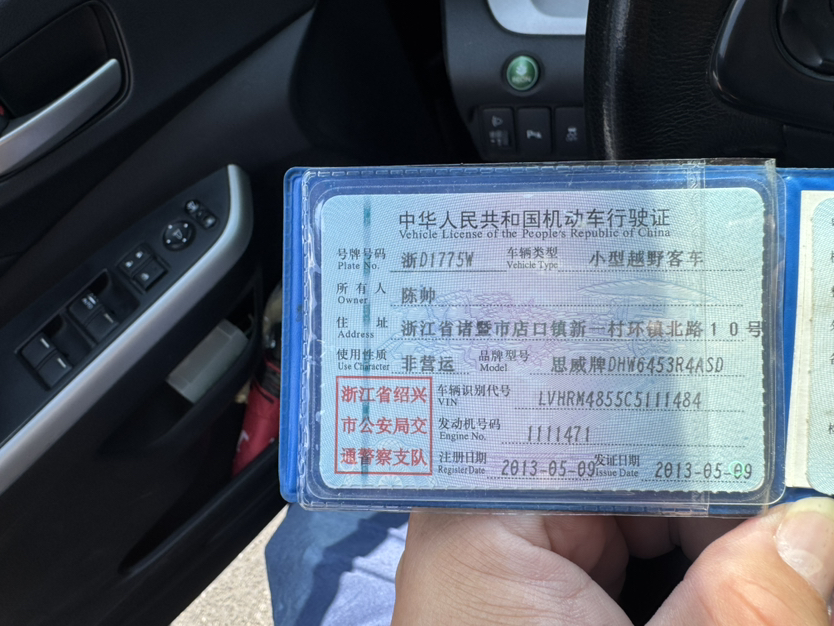 中华人民共和国机动车行驶证
Vehicle License of the People's Republic of China
号牌号码 浙D1775W 车辆类型 小型越野客车
Plate No. Vehicle Type
所有人 陈帅
Owner
住址 浙江省诸暨市店口镇新一村环镇北路10号
Address
使用性质 非营运 品牌型号 思威牌DHW6453R4ASD
Use Character Model
浙江省绍兴
市公安局交
通警察支队
车辆识别代号 LVHRM4855C5111484
VIN
发动机号码 1111471
Engine No.
注册日期 2013-05-09 发证日期 2013-05-09
Register Date Issue Date